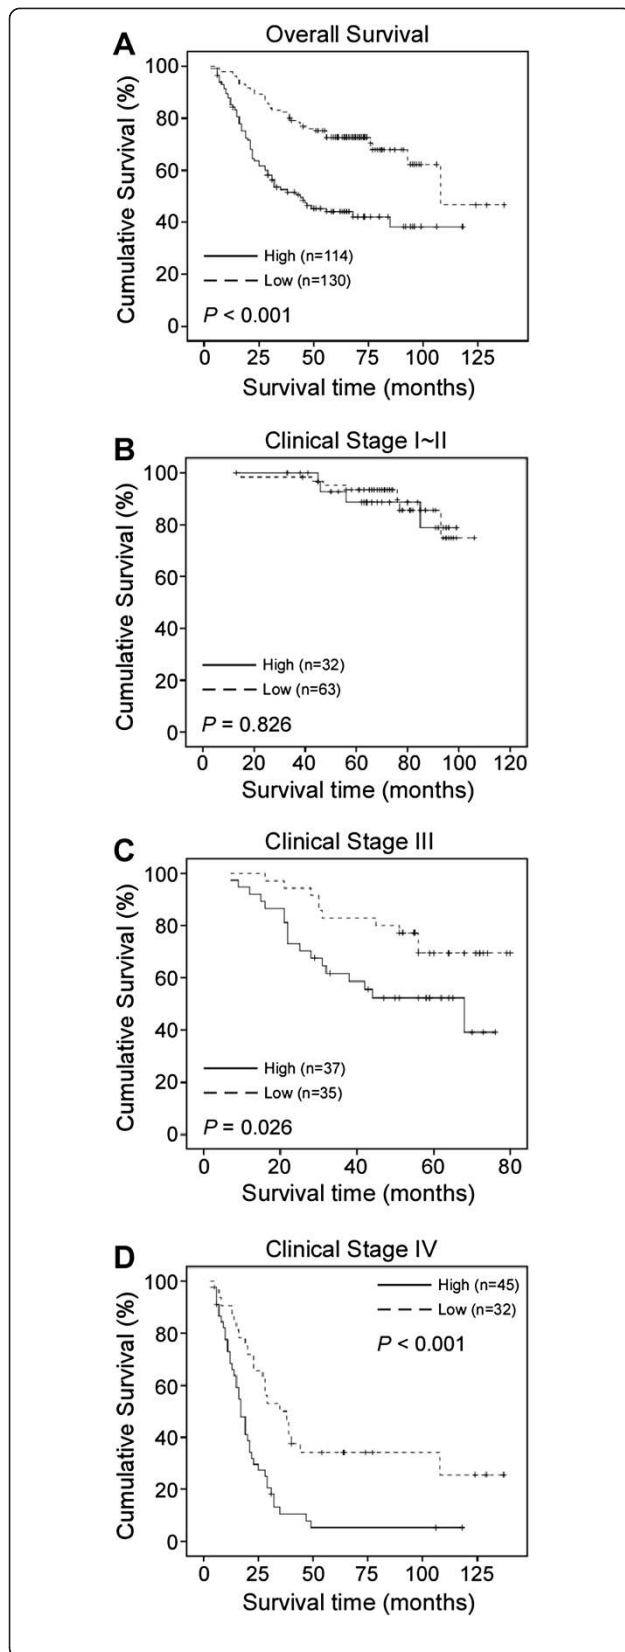 A
Overall Survival
Cumulative Survival (%)
100
80
60
40
20
0
High (n=114)
Low (n=130)
P < 0.001
0 25 50 75 100 125
Survival time (months)
B
Clinical Stage I~II
Cumulative Survival (%)
100
80
60
40
20
0
High (n=32)
Low (n=63)
P = 0.826
0 20 40 60 80 100 120
Survival time (months)
C
Clinical Stage III
Cumulative Survival (%)
100
80
60
40
20
0
High (n=37)
Low (n=35)
P = 0.026
0 20 40 60 80
Survival time (months)
D
Clinical Stage IV
Cumulative Survival (%)
100
80
60
40
20
0
High (n=45)
Low (n=32)
P < 0.001
0 25 50 75 100 125
Survival time (months)